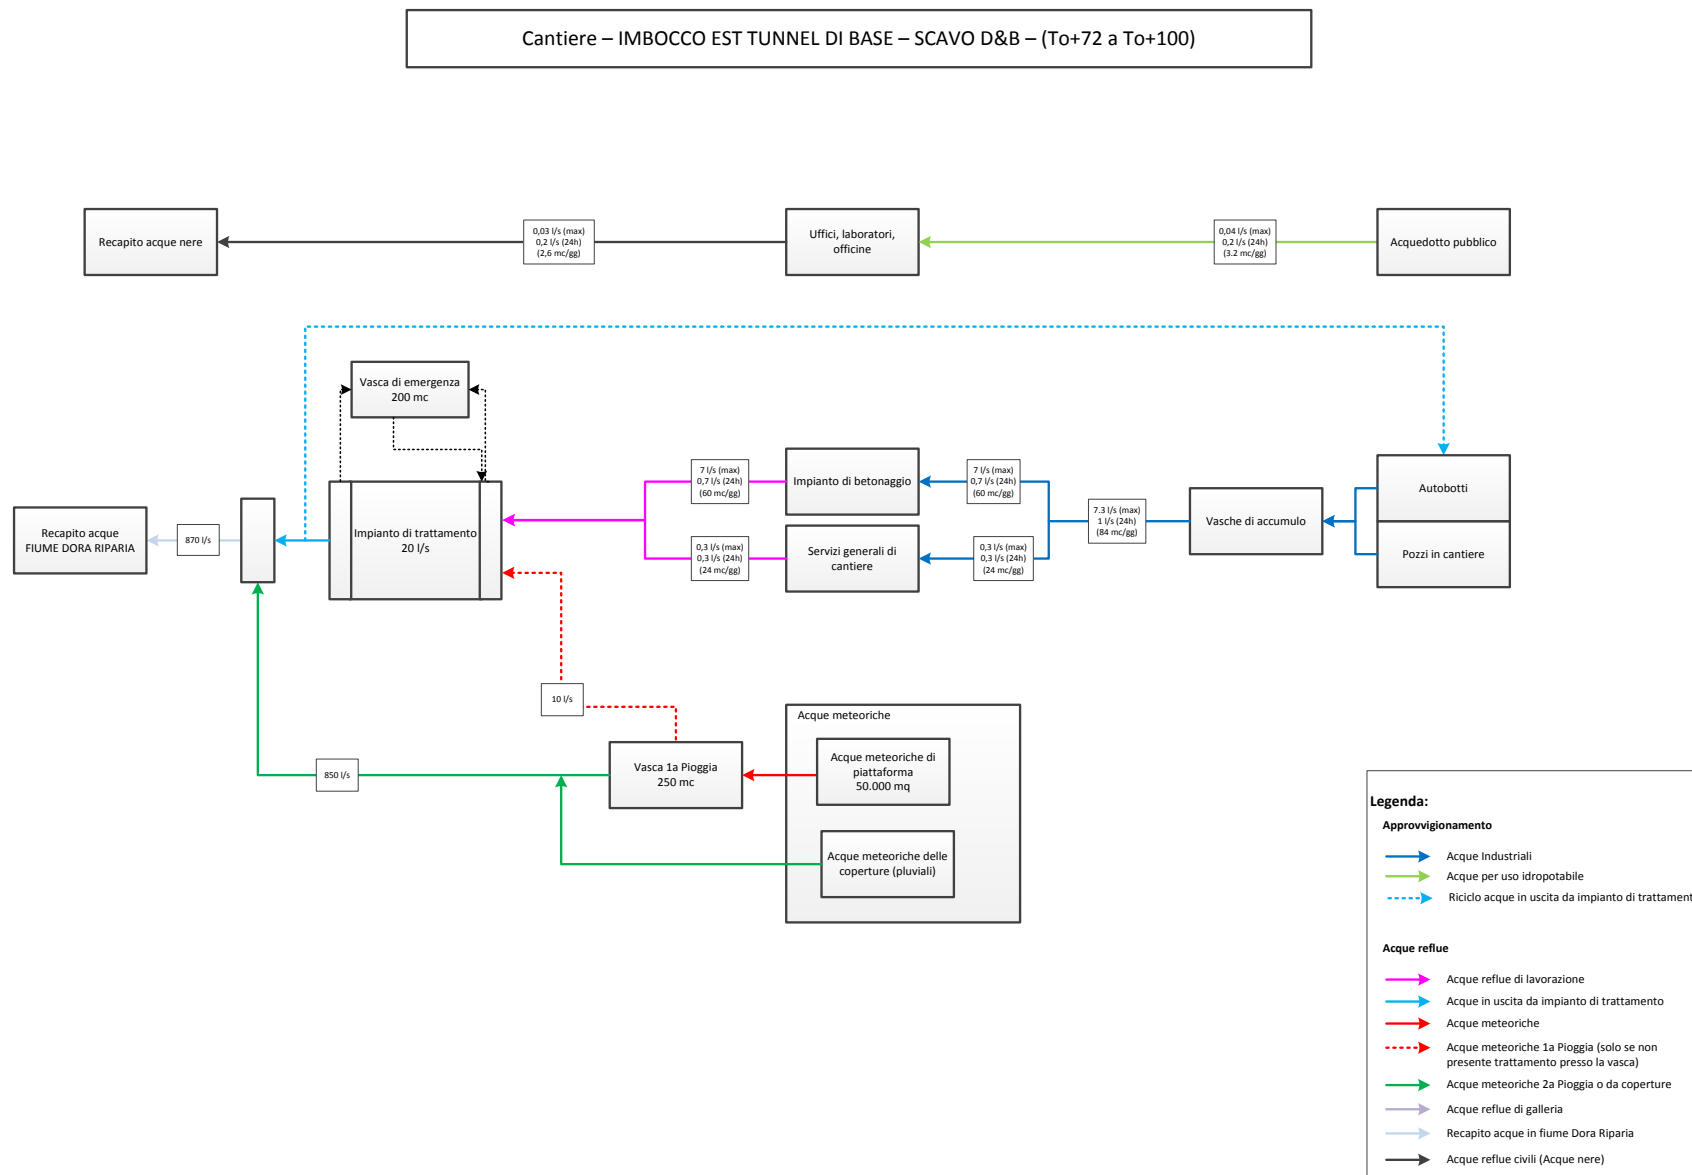 Cantiere – IMBOCCO EST TUNNEL DI BASE – SCAVO D&B – (To+72 a To+100)
Recapito acque nere
0,03 l/s (max)
0,2 l/s (24h)
(2,6 mc/gg)
Uffici, laboratori,
officine
0,04 l/s (max)
0,2 l/s (24h)
(3.2 mc/gg)
Acquedotto pubblico
Vasca di emergenza
200 mc
Recapito acque
FIUME DORA RIPARIA
870 l/s
Impianto di trattamento
20 l/s
7 l/s (max)
0,7 l/s (24h)
(60 mc/gg)
Impianto di betonaggio
7 l/s (max)
0,7 l/s (24h)
(60 mc/gg)
0,3 l/s (max)
0,3 l/s (24h)
(24 mc/gg)
Servizi generali di
cantiere
0,3 l/s (max)
0,3 l/s (24h)
(24 mc/gg)
7.3 l/s (max)
1 l/s (24h)
(84 mc/gg)
Vasche di accumulo
Autobotti
Pozzi in cantiere
10 l/s
850 l/s
Vasca 1a Pioggia
250 mc
Acque meteoriche
Acque meteoriche di
piattaforma
50.000 mq
Acque meteoriche delle
coperture (pluviali)
Legenda:
Approvvigionamento
Acque Industriali
Acque per uso idropotabile
Riciclo acque in uscita da impianto di trattament
Acque reflue
Acque reflue di lavorazione
Acque in uscita da impianto di trattamento
Acque meteoriche
Acque meteoriche 1a Pioggia (solo se non
presente trattamento presso la vasca)
Acque meteoriche 2a Pioggia o da coperture
Acque reflue di galleria
Recapito acque in fiume Dora Riparia
Acque reflue civili (Acque nere)